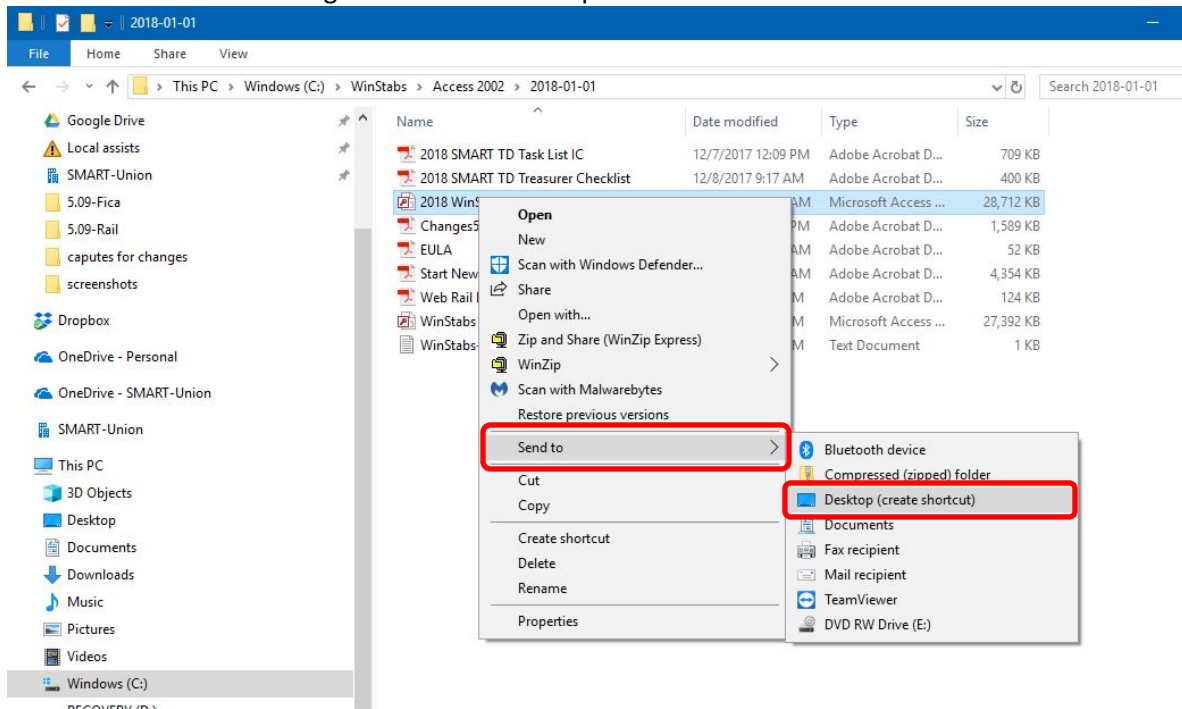 2018-01-01
File Home Share View
This PC > Windows (C:) > WinStabs > Access 2002 > 2018-01-01
Search 2018-01-01
Google Drive
Local assists
SMART-Union
5.09-Fica
5.09-Rail
caputes for changes
screenshots
Dropbox
OneDrive - Personal
OneDrive - SMART-Union
SMART-Union
This PC
3D Objects
Desktop
Documents
Downloads
Music
Pictures
Videos
Windows (C:)
Name Date modified Type Size
2018 SMART TD Task List IC 12/7/2017 12:09 PM Adobe Acrobat D... 709 KB
2018 SMART TD Treasurer Checklist 12/8/2017 9:17 AM Adobe Acrobat D... 400 KB
2018 WinS AM Microsoft Access ... 28,712 KB
Changes5 PM Adobe Acrobat D... 1,589 KB
EULA AM Adobe Acrobat D... 52 KB
Start New AM Adobe Acrobat D... 4,354 KB
Web Rail M Adobe Acrobat D... 124 KB
WinStabs M Microsoft Access ... 27,392 KB
WinStabs- M Text Document 1 KB
Open
New
Scan with Windows Defender...
Share
Open with...
Zip and Share (WinZip Express)
WinZip
Scan with Malwarebytes
Restore previous versions
Send to
Cut
Copy
Create shortcut
Delete
Rename
Properties
Bluetooth device
Compressed (zipped) folder
Desktop (create shortcut)
Documents
Fax recipient
Mail recipient
TeamViewer
DVD RW Drive (E:)